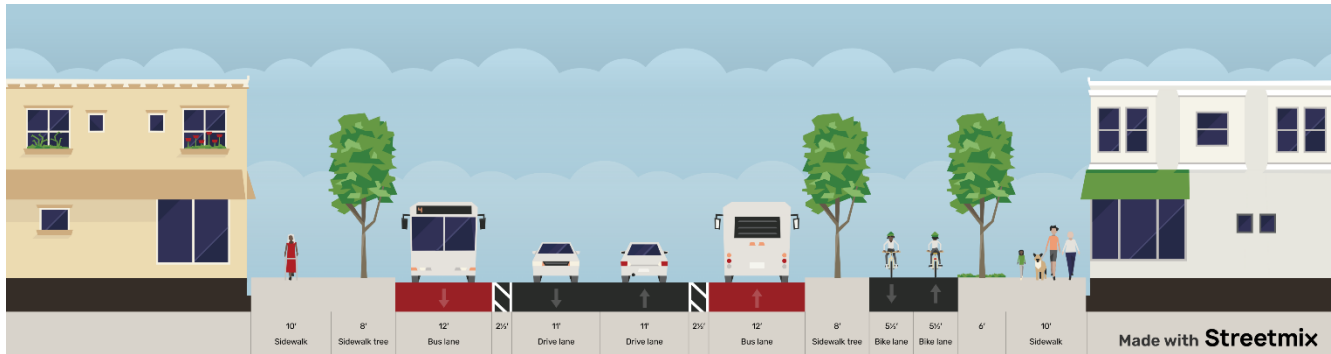 10' 8' 12' 2½' 11' 11' 2½' 12' 8' 5½' 5½' 6' 10'
Sidewalk Sidewalk tree Bus lane Drive lane Drive lane Bus lane Sidewalk tree Bike lane Bike lane Sidewalk
Made with Streetmix